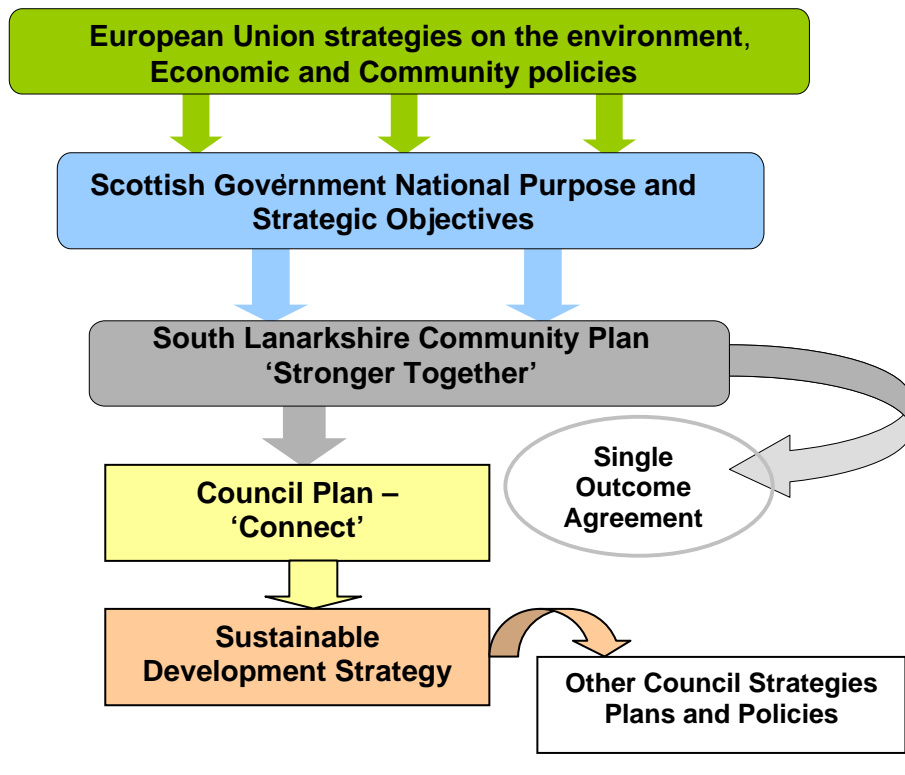 European Union strategies on the environment,
Economic and Community policies
Scottish Government National Purpose and
Strategic Objectives
South Lanarkshire Community Plan
‘Stronger Together’
Single
Outcome
Agreement
Council Plan –
‘Connect’
Sustainable
Development Strategy
Other Council Strategies
Plans and Policies